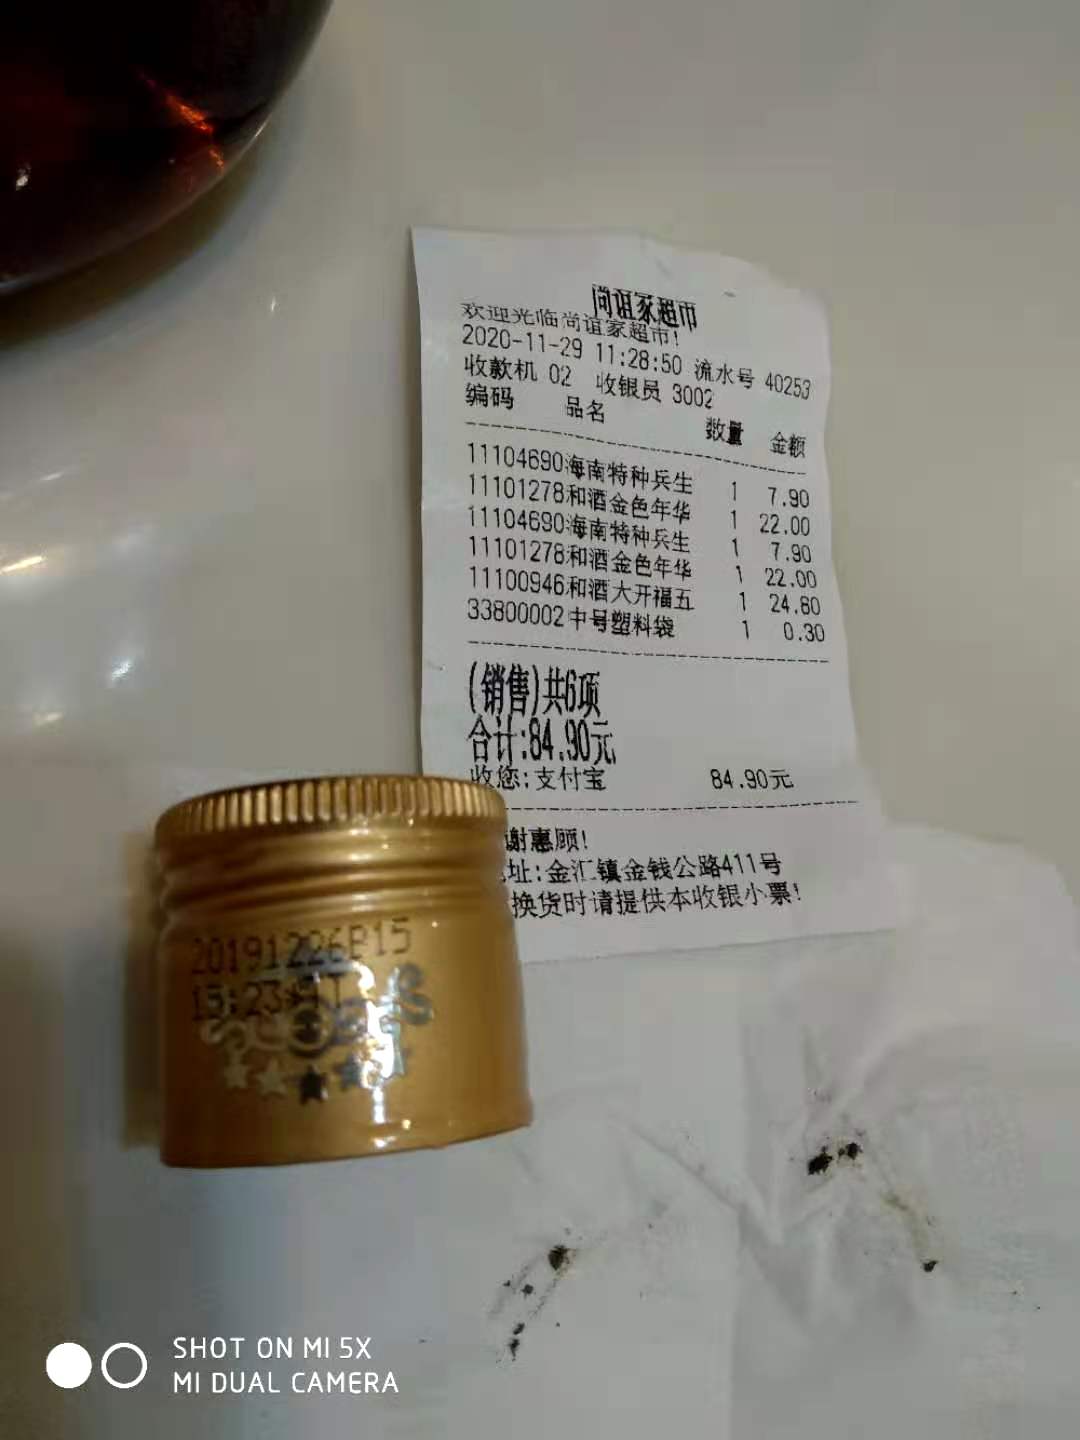 尚谊家超市
欢迎光临尚谊家超市!
2020-11-29 11:28:50 流水号 40253
收款机 02 收银员 3002
编码 品名 数量 金额
11104690海南特种兵生 1 7.90
11101278和酒金色年华 1 22.00
11104690海南特种兵生 1 7.90
11101278和酒金色年华 1 22.00
11100946和酒大开福五 1 24.80
33800002中号塑料袋 1 0.30
(销售)共6项
合计:84.90元
收您:支付宝 84.90元
谢惠顾!
址:金汇镇金钱公路411号
换货时请提供本收银小票!
20191226B15
15:23
SHOT ON MI 5X
MI DUAL CAMERA